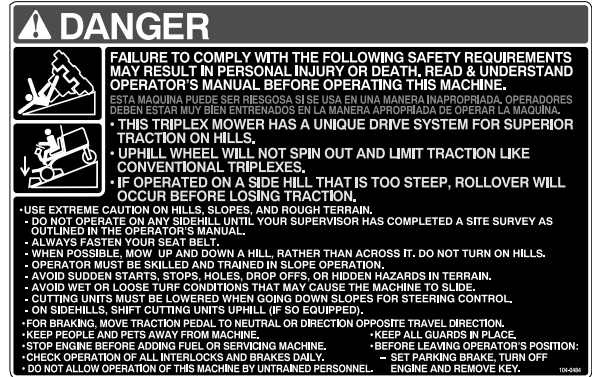 DANGER
FAILURE TO COMPLY WITH THE FOLLOWING SAFETY REQUIREMENTS
MAY RESULT IN PERSONAL INJURY OR DEATH. READ & UNDERSTAND
OPERATOR'S MANUAL BEFORE OPERATING THIS MACHINE.
ESTA MAQUINA PUEDE SER RIESGOSA SI SE USA EN UNA MANERA INAPROPRIADA. OPERADORES
DEBEN ESTAR MUY BIEN ENTRENADOS EN LA MANERA APROPRIADA DE OPERAR LA MAQUINA.
• THIS TRIPLEX MOWER HAS A UNIQUE DRIVE SYSTEM FOR SUPERIOR
TRACTION ON HILLS.
• UPHILL WHEEL WILL NOT SPIN OUT AND LIMIT TRACTION LIKE
CONVENTIONAL TRIPLEXES.
• IF OPERATED ON A SIDE HILL THAT IS TOO STEEP, ROLLOVER WILL
OCCUR BEFORE LOSING TRACTION.
•USE EXTREME CAUTION ON HILLS, SLOPES, AND ROUGH TERRAIN.
- DO NOT OPERATE ON ANY SIDEHILL UNTIL YOUR SUPERVISOR HAS COMPLETED A SITE SURVEY AS
OUTLINED IN THE OPERATOR'S MANUAL.
- ALWAYS FASTEN YOUR SEAT BELT.
- WHEN POSSIBLE, MOW UP AND DOWN A HILL, RATHER THAN ACROSS IT. DO NOT TURN ON HILLS.
- OPERATOR MUST BE SKILLED AND TRAINED IN SLOPE OPERATION.
- AVOID SUDDEN STARTS, STOPS, HOLES, DROP OFFS, OR HIDDEN HAZARDS IN TERRAIN.
- AVOID WET OR LOOSE TURF CONDITIONS THAT MAY CAUSE THE MACHINE TO SLIDE.
- CUTTING UNITS MUST BE LOWERED WHEN GOING DOWN SLOPES FOR STEERING CONTROL.
- ON SIDEHILLS, SHIFT CUTTING UNITS UPHILL (IF SO EQUIPPED).
•FOR BRAKING, MOVE TRACTION PEDAL TO NEUTRAL OR DIRECTION OPPOSITE TRAVEL DIRECTION.
•KEEP PEOPLE AND PETS AWAY FROM MACHINE.
•STOP ENGINE BEFORE ADDING FUEL OR SERVICING MACHINE.
•CHECK OPERATION OF ALL INTERLOCKS AND BRAKES DAILY.
• DO NOT ALLOW OPERATION OF THIS MACHINE BY UNTRAINED PERSONNEL.
•KEEP ALL GUARDS IN PLACE.
•BEFORE LEAVING OPERATOR'S POSITION:
- SET PARKING BRAKE, TURN OFF
ENGINE AND REMOVE KEY.
104-0484